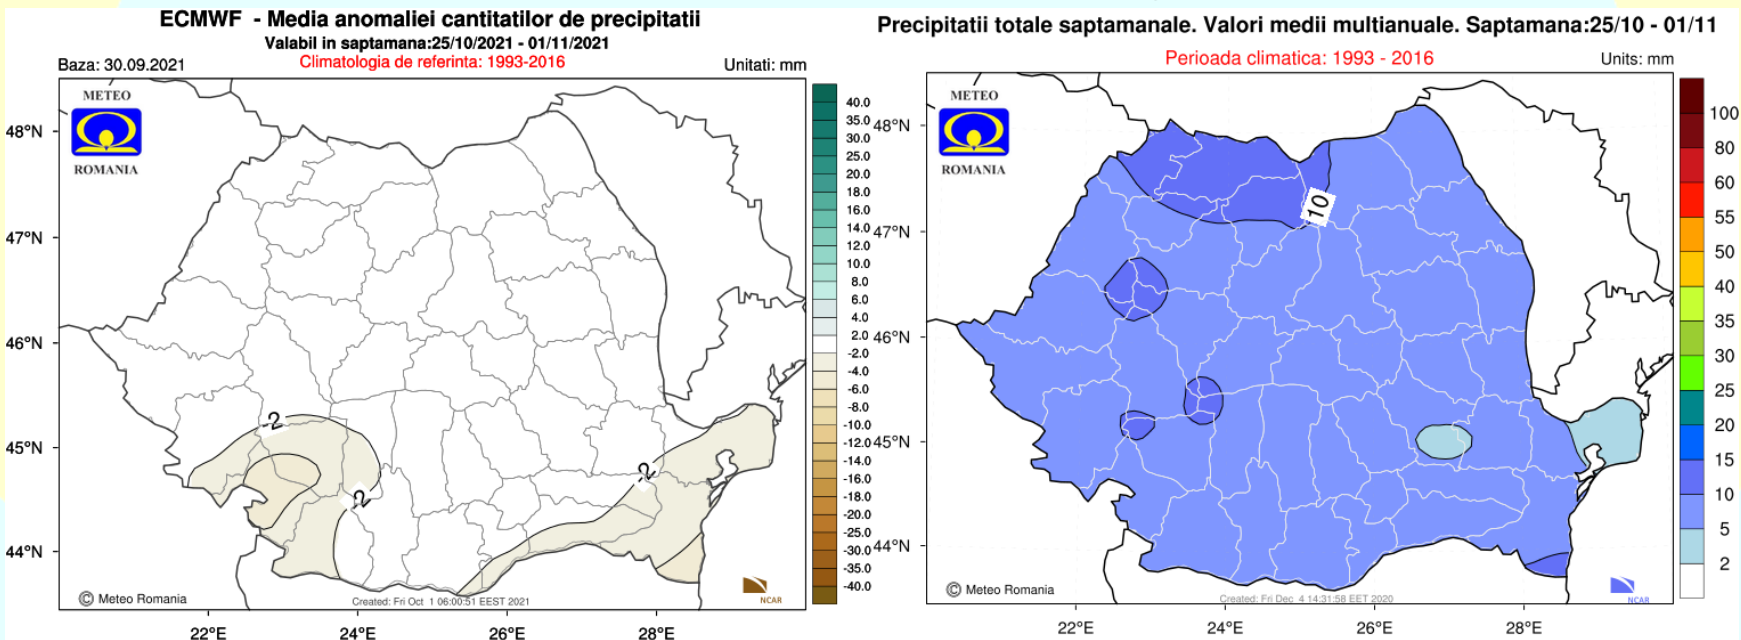 ECMWF - Media anomaliei cantitatilor de precipitatii
Valabil in saptamana:25/10/2021 - 01/11/2021
Baza: 30.09.2021
Climatologia de referinta: 1993-2016
Unitati: mm
METEO
ROMANIA
48°N
47°N
46°N
45°N
44°N
22°E
24°E
26°E
28°E
-2
-2
-2
© Meteo Romania
Created: Fri Oct 1 06:00:51 EEST 2021
NCAR
40.0
35.0
30.0
25.0
20.0
18.0
16.0
14.0
12.0
10.0
8.0
6.0
4.0
2.0
-2.0
-4.0
-6.0
-8.0
-10.0
-12.0
-14.0
-16.0
-18.0
-20.0
-25.0
-30.0
-35.0
-40.0
Precipitatii totale saptamanale. Valori medii multianuale. Saptamana:25/10 - 01/11
Perioada climatica: 1993 - 2016
Units: mm
METEO
ROMANIA
48°N
47°N
46°N
45°N
44°N
22°E
24°E
26°E
28°E
10
© Meteo Romania
Created: Fri Dec 4 14:31:58 EET 2020
NCAR
100
80
60
55
50
40
35
30
25
20
15
10
5
2